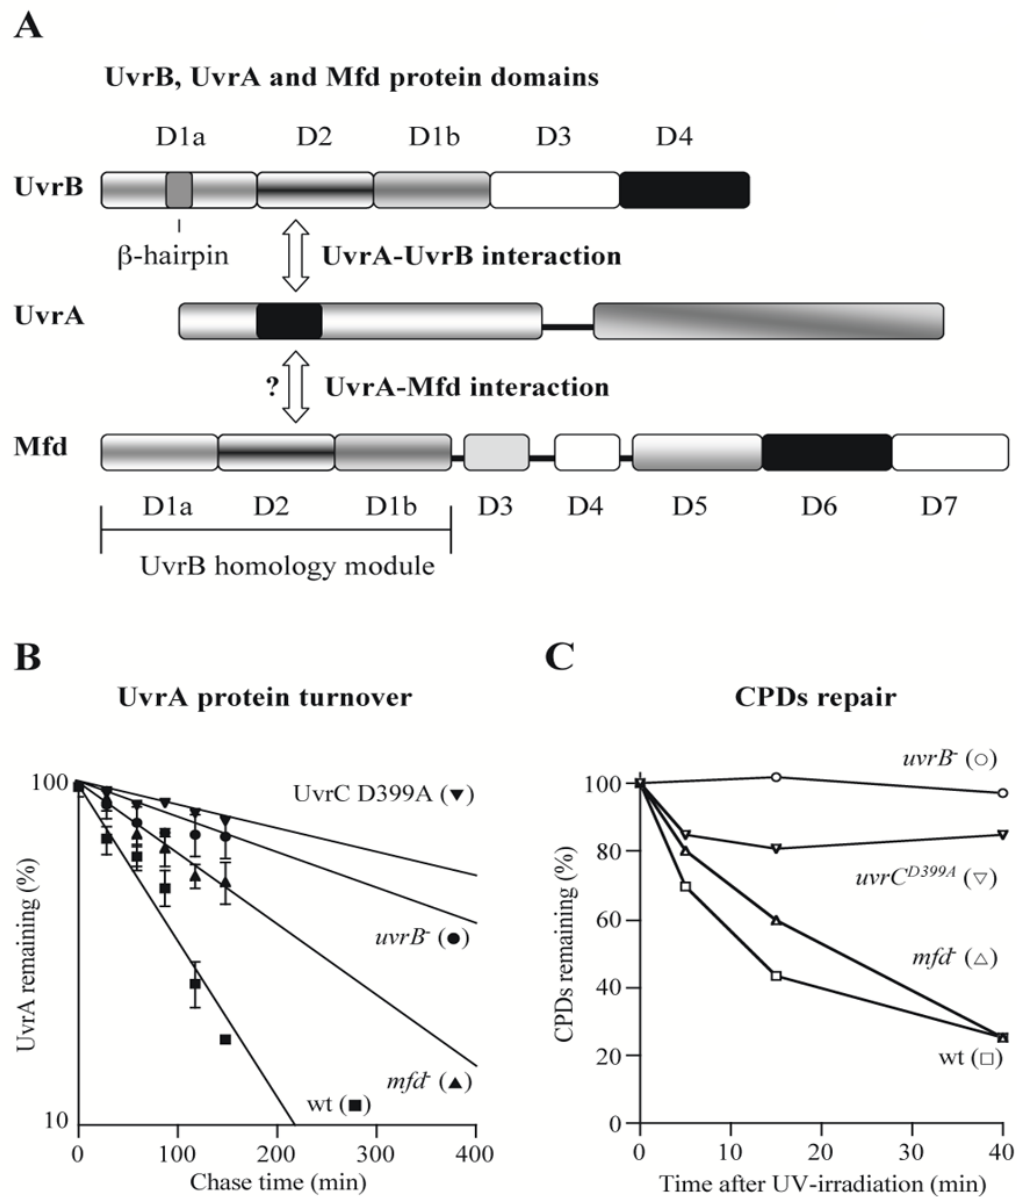 A
UvrB, UvrA and Mfd protein domains
D1a D2 D1b D3 D4
UvrB
β-hairpin
UvrA-UvrB interaction
UvrA
? UvrA-Mfd interaction
Mfd
D1a D2 D1b D3 D4 D5 D6 D7
UvrB homology module
B
UvrA protein turnover
100
UvrC D399A (▼)
uvrB- (●)
mfd- (▲)
wt (■)
10
UvrA remaining (%)
0 100 200 300 400
Chase time (min)
C
CPDs repair
uvrB- (○)
100
80
uvrC^D399A (▽)
60
mfd- (△)
40
20
wt (□)
0
CPDs remaining (%)
0 10 20 30 40
Time after UV-irradiation (min)